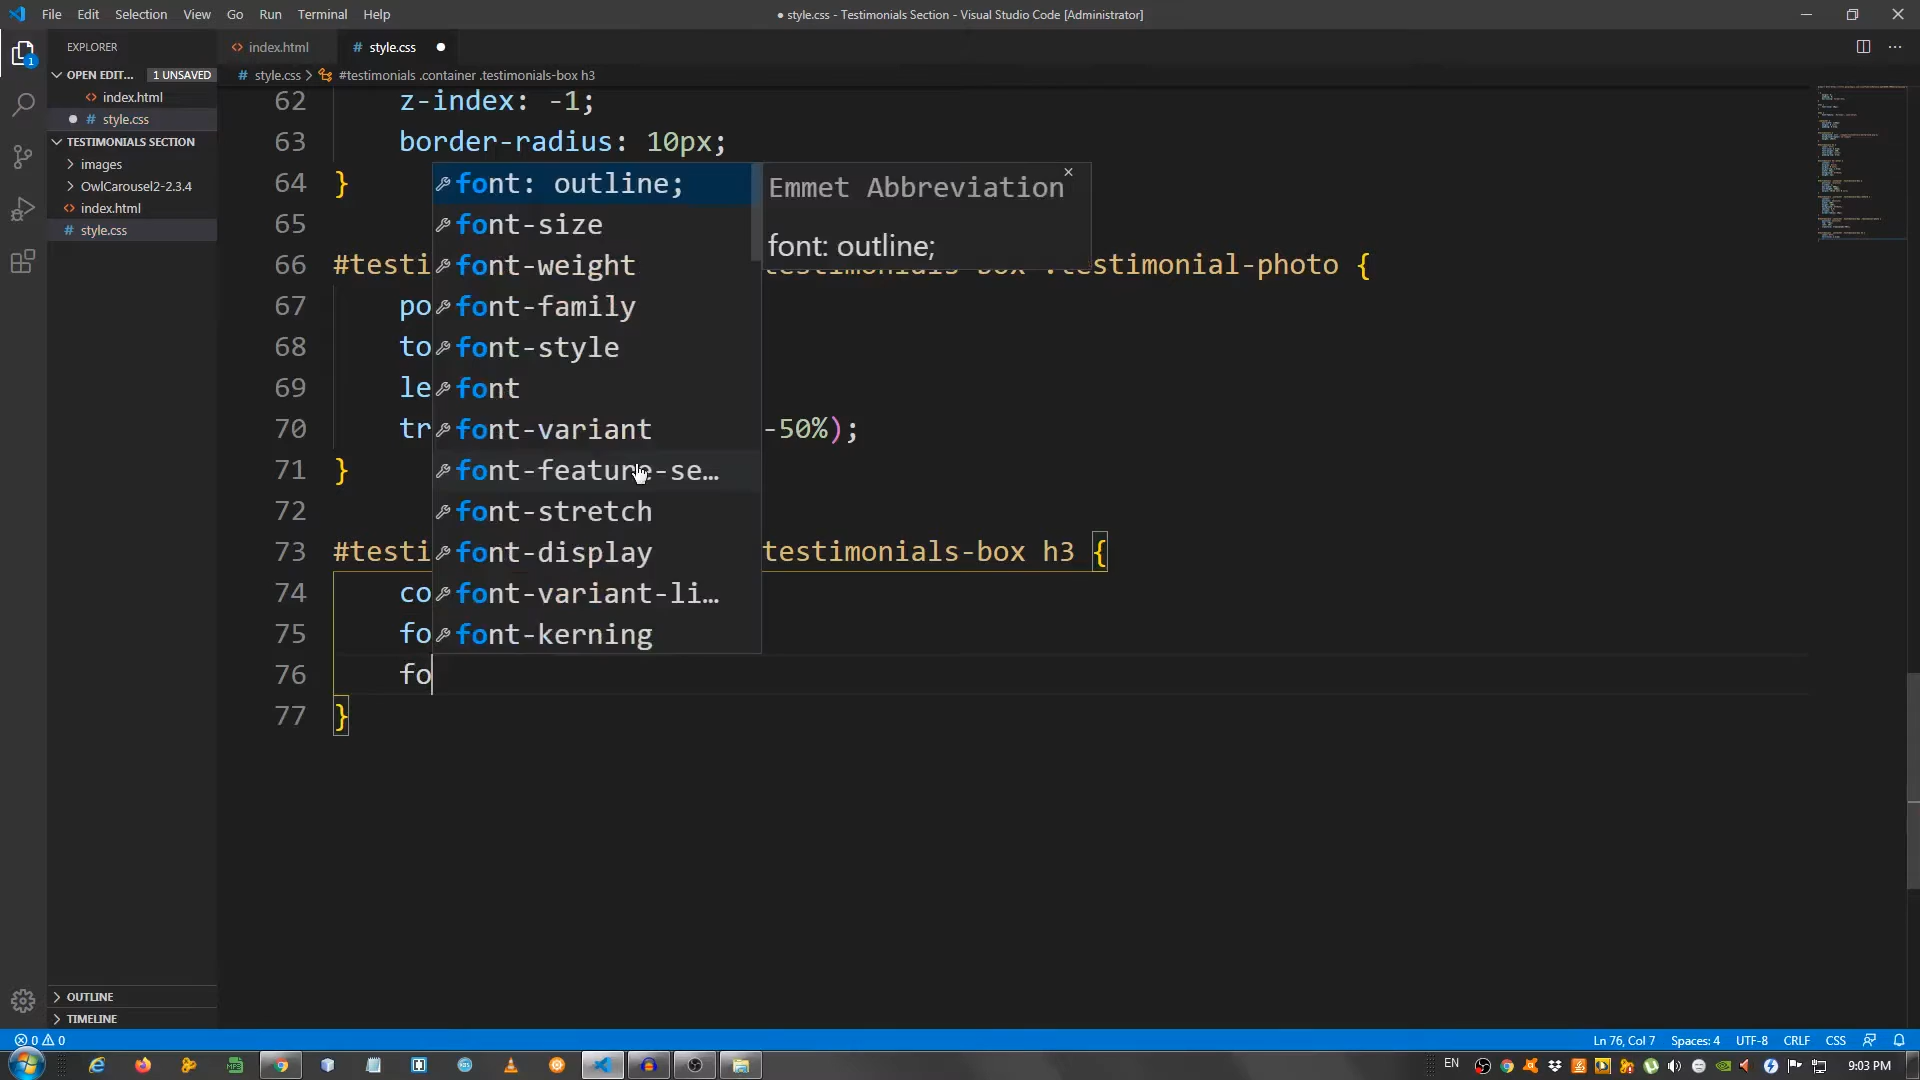 File Edit Selection View Go Run Terminal Help
● style.css - Testimonials Section - Visual Studio Code [Administrator]
EXPLORER
OPEN EDIT... 1 UNSAVED
<> index.html
# style.css
TESTIMONIALS SECTION
images
OwlCarousel2-2.3.4
<> index.html
# style.css
OUTLINE
TIMELINE
<> index.html # style.css ●
# style.css > #testimonials .container .testimonials-box h3
62 z-index: -1;
63 border-radius: 10px;
64 }
65
66 #testi testimonials-box .testimonial-photo {
67 po
68 to
69 le
70 tr -50%);
71 }
72
73 #testi testimonials-box h3 {
74 co
75 fo
76 fo
77 }
font: outline;
font-size
font-weight
font-family
font-style
font
font-variant
font-feature-se…
font-stretch
font-display
font-variant-li…
font-kerning
Emmet Abbreviation
font: outline;
0 0
Ln 76, Col 7 Spaces: 4 UTF-8 CRLF CSS
EN 9:03 PM